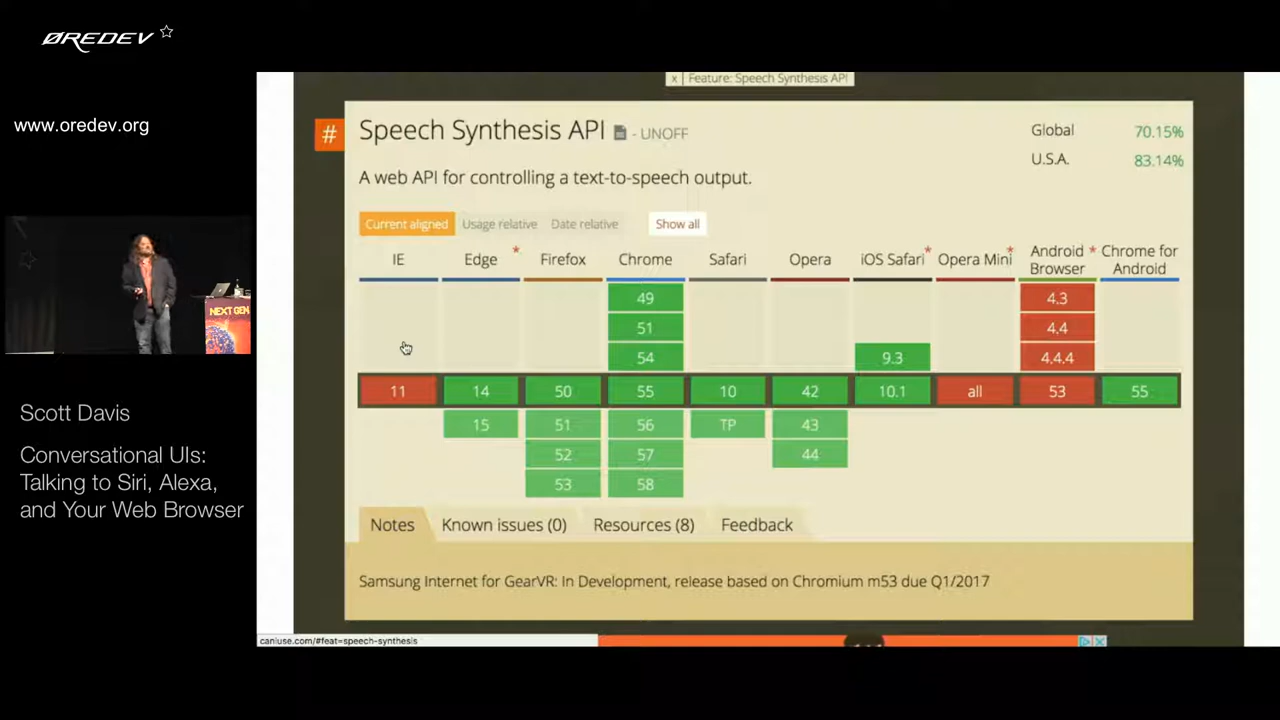 ØREDEV
www.oredev.org
NEXT GEN
Scott Davis
Conversational UIs:
Talking to Siri, Alexa,
and Your Web Browser
x | Feature: Speech Synthesis API
# Speech Synthesis API - UNOFF
Global 70.15%
U.S.A. 83.14%
A web API for controlling a text-to-speech output.
Current aligned Usage relative Date relative Show all
IE Edge * Firefox Chrome Safari Opera iOS Safari * Opera Mini * Android Browser * Chrome for Android
49 4.3
51 4.4
54 9.3 4.4.4
11 14 50 55 10 42 10.1 all 53 55
15 51 56 TP 43
52 57 44
53 58
Notes Known issues (0) Resources (8) Feedback
Samsung Internet for GearVR: In Development, release based on Chromium m53 due Q1/2017
caniuse.com/#feat=speech-synthesis